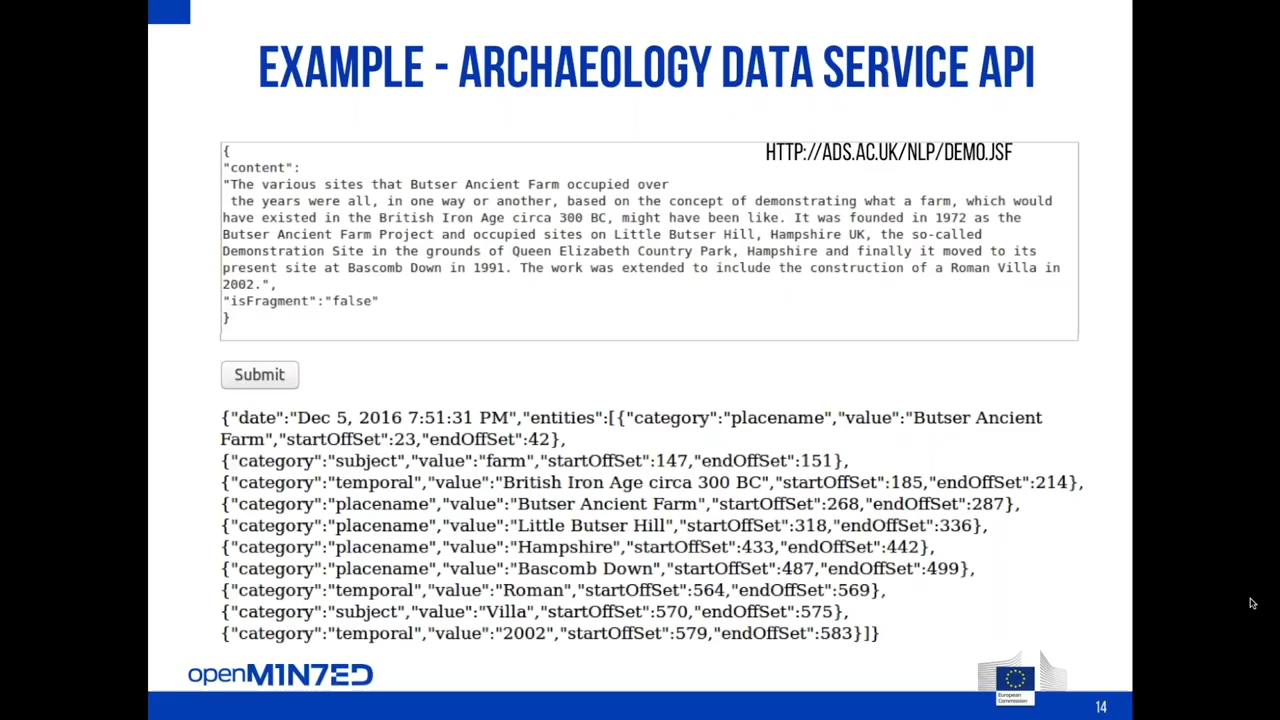 EXAMPLE - ARCHAEOLOGY DATA SERVICE API
HTTP://ADS.AC.UK/NLP/DEMO.JSF
{
"content":
"The various sites that Butser Ancient Farm occupied over
the years were all, in one way or another, based on the concept of demonstrating what a farm, which would
have existed in the British Iron Age circa 300 BC, might have been like. It was founded in 1972 as the
Butser Ancient Farm Project and occupied sites on Little Butser Hill, Hampshire UK, the so-called
Demonstration Site in the grounds of Queen Elizabeth Country Park, Hampshire and finally it moved to its
present site at Bascomb Down in 1991. The work was extended to include the construction of a Roman Villa in
2002.",
"isFragment":"false"
}
Submit
{"date":"Dec 5, 2016 7:51:31 PM","entities":[{"category":"placename","value":"Butser Ancient
Farm","startOffSet":23,"endOffSet":42},
{"category":"subject","value":"farm","startOffSet":147,"endOffSet":151},
{"category":"temporal","value":"British Iron Age circa 300 BC","startOffSet":185,"endOffSet":214},
{"category":"placename","value":"Butser Ancient Farm","startOffSet":268,"endOffSet":287},
{"category":"placename","value":"Little Butser Hill","startOffSet":318,"endOffSet":336},
{"category":"placename","value":"Hampshire","startOffSet":433,"endOffSet":442},
{"category":"placename","value":"Bascomb Down","startOffSet":487,"endOffSet":499},
{"category":"temporal","value":"Roman","startOffSet":564,"endOffSet":569},
{"category":"subject","value":"Villa","startOffSet":570,"endOffSet":575},
{"category":"temporal","value":"2002","startOffSet":579,"endOffSet":583}]}
openM1N7ED
European
Commission
14